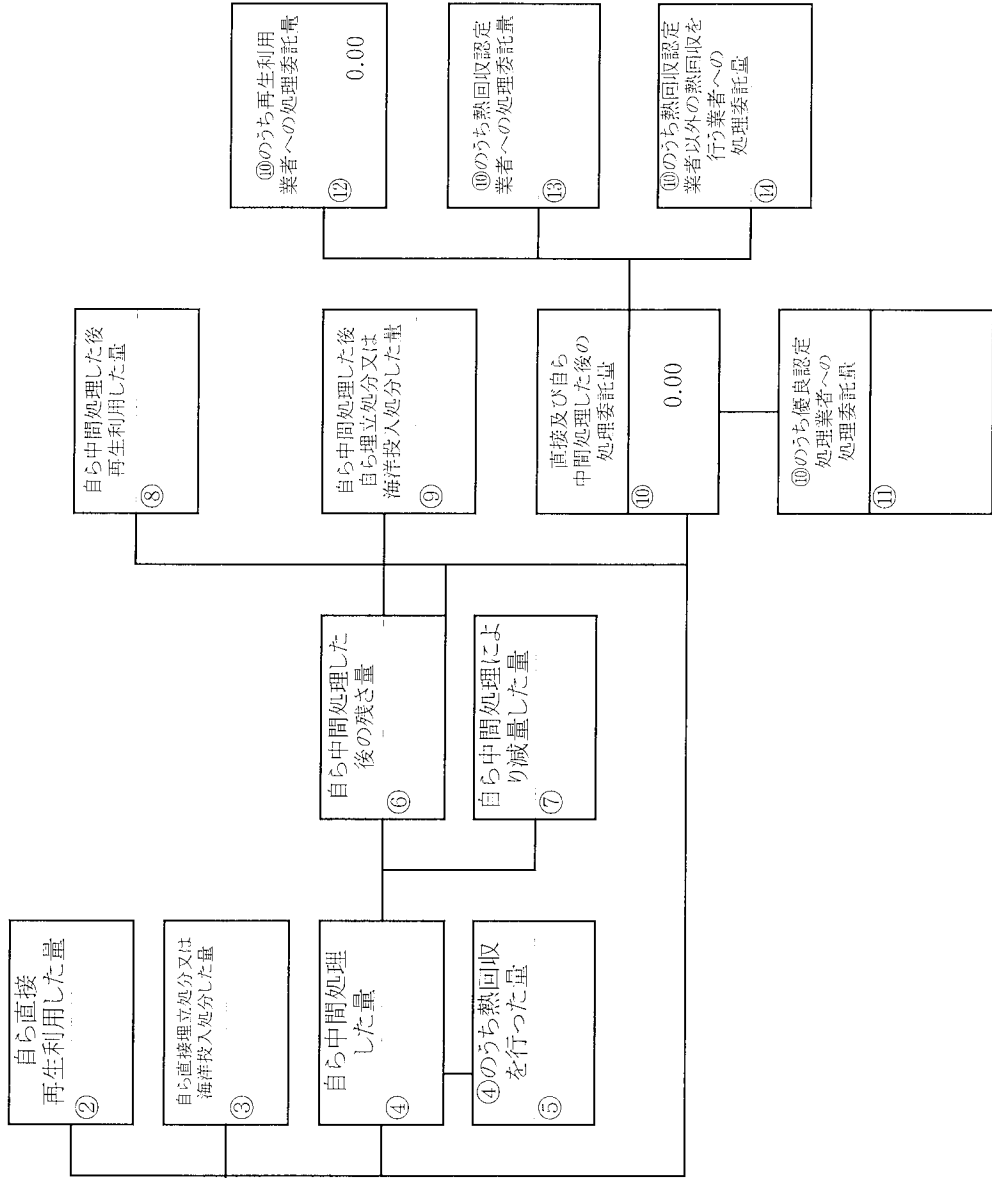 自ら直接
再生利用した量
②
自ら直接埋立処分又は
海洋投入処分した量
③
自ら中間処理
した量
④
④のうち熱回収
を行った量
⑤
自ら中間処理した
後の残さ量
⑥
自ら中間処理によ
り減量した量
⑦
自ら中間処理した後
再生利用した量
⑧
自ら中間処理した後
自ら埋立処分又は
海洋投入処分した量
⑨
直接及び自ら
中間処理した後の
処理委託量
⑩
0.00
⑩のうち優良認定
処理業者への
処理委託量
⑪
⑩のうち再生利用
業者への処理委託量
⑫
0.00
⑩のうち熱回収認定
業者への処理委託量
⑬
⑩のうち熱回収認定
業者以外の熱回収を
行う業者への
処理委託量
⑭